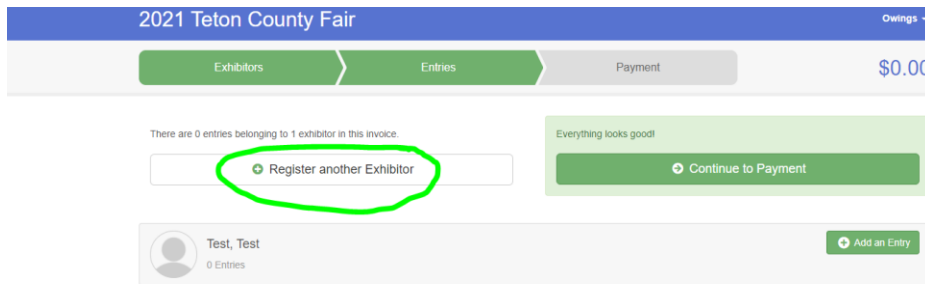 2021 Teton County Fair
Owings
Exhibitors
Entries
Payment
$0.00
There are 0 entries belonging to 1 exhibitor in this invoice.
Register another Exhibitor
Everything looks good!
Continue to Payment
Test, Test
0 Entries
Add an Entry